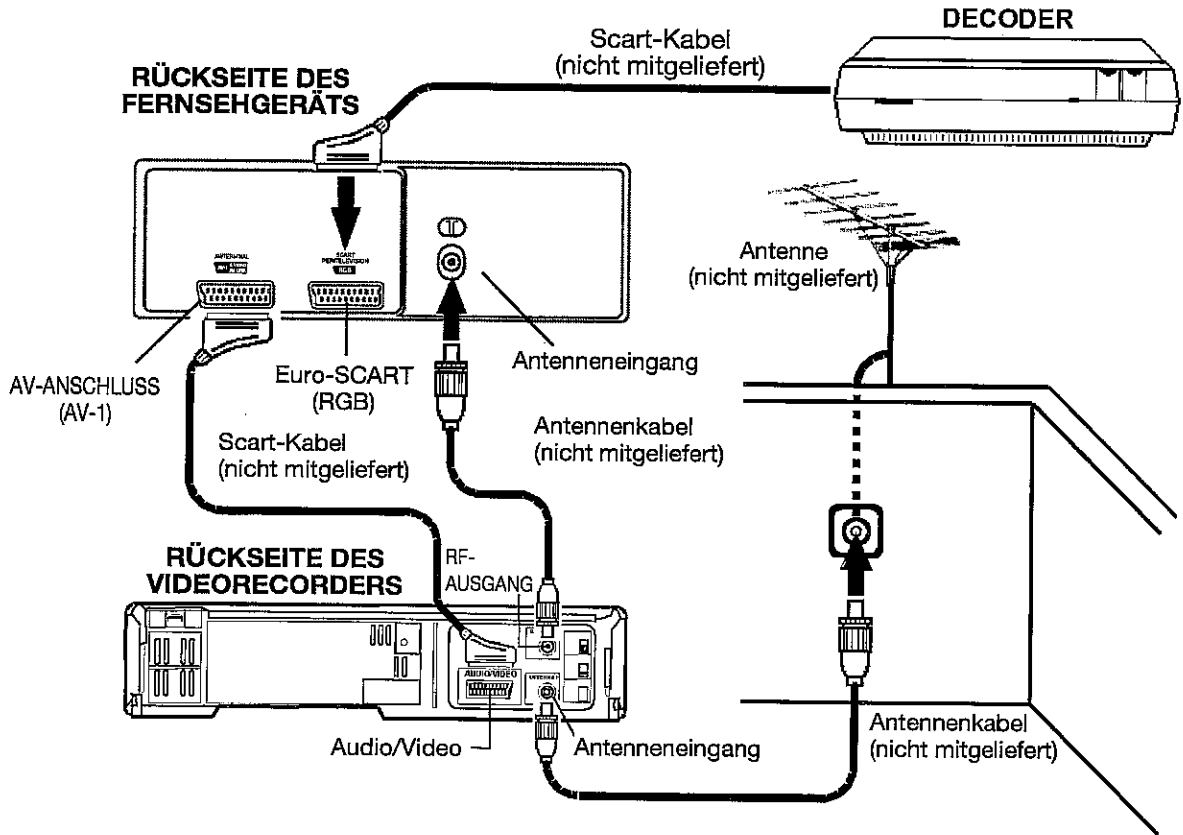 DECODER
Scart-Kabel
(nicht mitgeliefert)
RÜCKSEITE DES
FERNSEHGERÄTS
SCART
RGB
Antenne
(nicht mitgeliefert)
Antenneneingang
AV-ANSCHLUSS
(AV-1)
Euro-SCART
(RGB)
Scart-Kabel
(nicht mitgeliefert)
Antennenkabel
(nicht mitgeliefert)
RÜCKSEITE DES
VIDEORECORDERS
RF-
AUSGANG
AUDIO/VIDEO
Audio/Video
Antenneneingang
Antennenkabel
(nicht mitgeliefert)